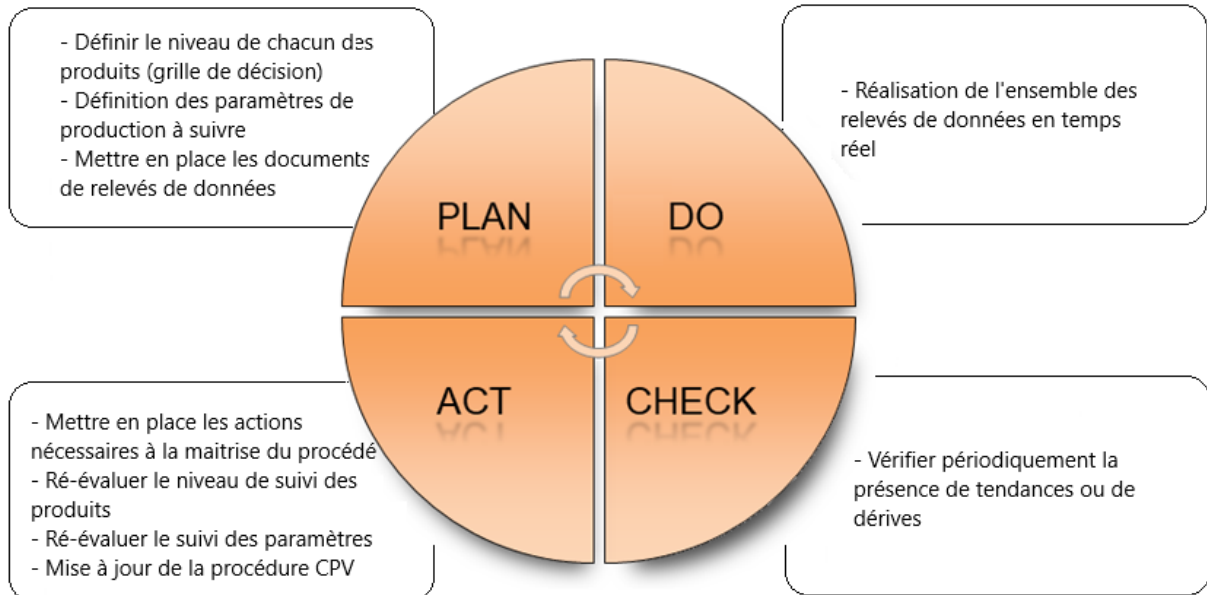 - Définir le niveau de chacun des
produits (grille de décision)
- Définition des paramètres de
production à suivre
- Mettre en place les documents
de relevés de données
PLAN
DO
- Réalisation de l'ensemble des
relevés de données en temps
réel
ACT
CHECK
- Mettre en place les actions
nécessaires à la maitrise du procédé
- Ré-évaluer le niveau de suivi des
produits
- Ré-évaluer le suivi des paramètres
- Mise à jour de la procédure CPV
- Vérifier périodiquement la
présence de tendances ou de
dérives